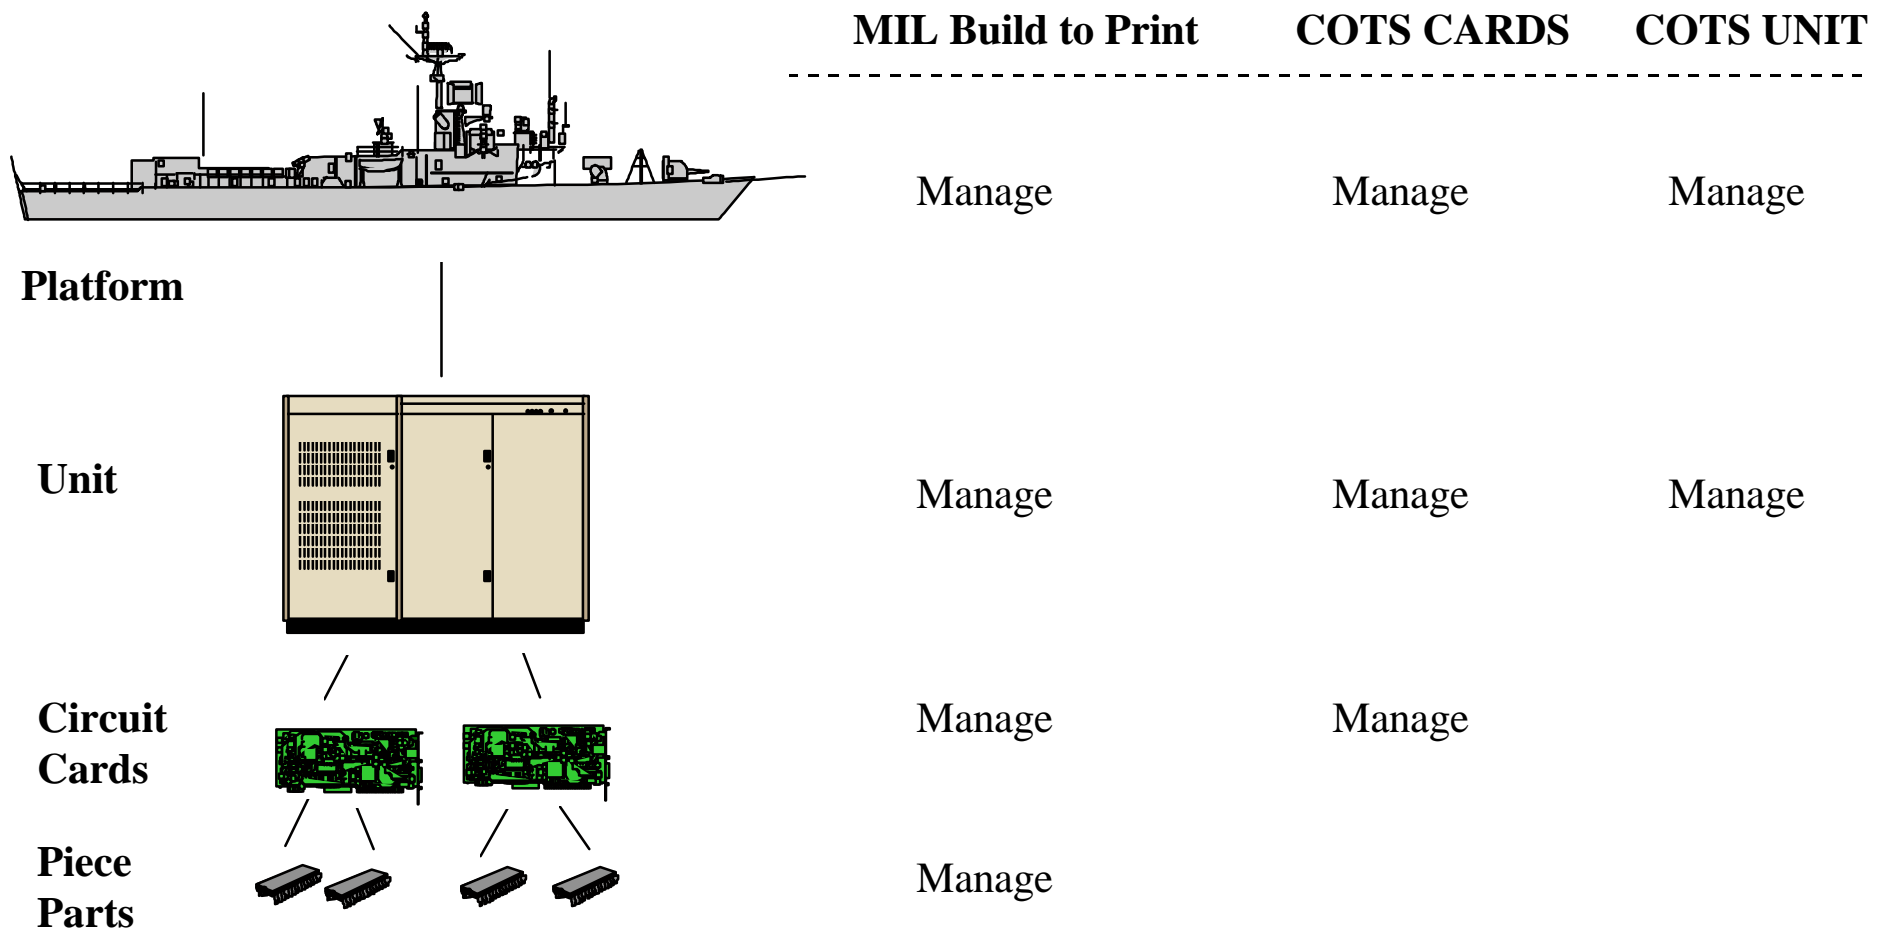 MIL Build to Print COTS CARDS COTS UNIT
Manage Manage Manage
Platform
Unit Manage Manage Manage
Circuit Manage Manage
Cards
Piece Manage
Parts